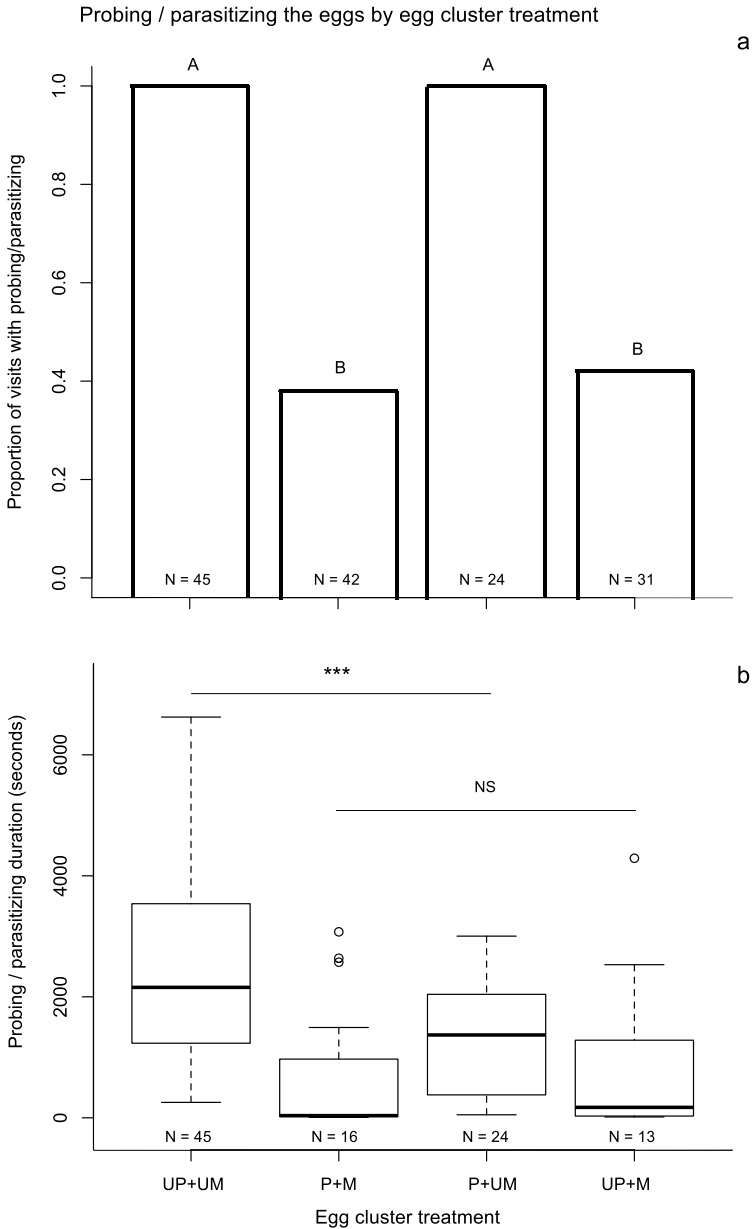 Probing / parasitizing the eggs by egg cluster treatment
a
Proportion of visits with probing/parasitizing
1.0
0.8
0.6
0.4
0.2
0.0
A
B
A
B
N = 45
N = 42
N = 24
N = 31
b
Probing / parasitizing duration (seconds)
6000
4000
2000
0
***
NS
N = 45
N = 16
N = 24
N = 13
UP+UM
P+M
P+UM
UP+M
Egg cluster treatment